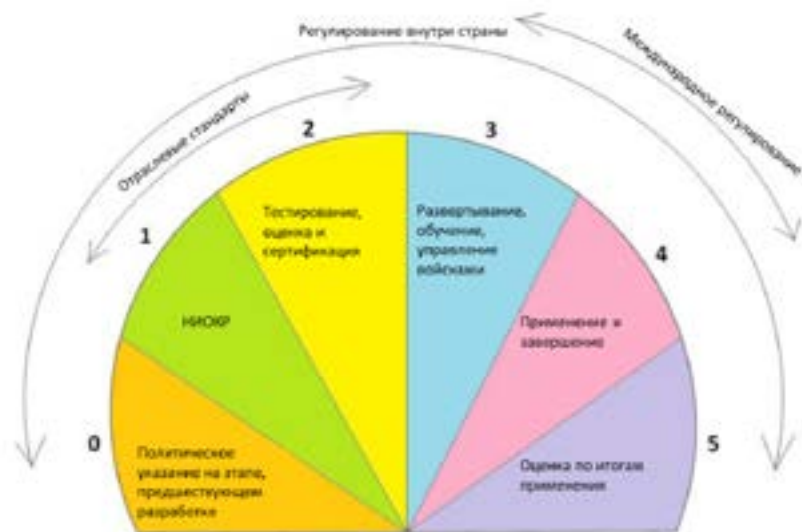 Регулирование внутри страны
Международное регулирование
Отраслевые стандарты
0
Политическое
указание на этапе,
предшествующем
разработке
1
НИОКР
2
Тестирование,
оценка и
сертификация
3
Развертывание,
обучение,
управление
войсками
4
Применение и
завершение
5
Оценка по итогам
применения